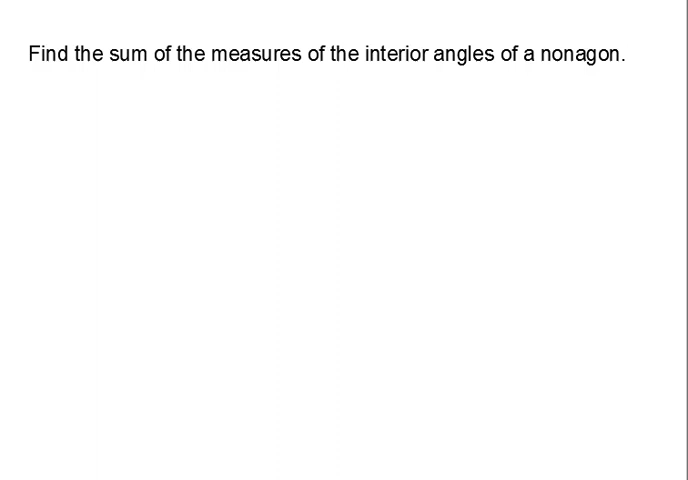 Find the sum of the measures of the interior angles of a nonagon.